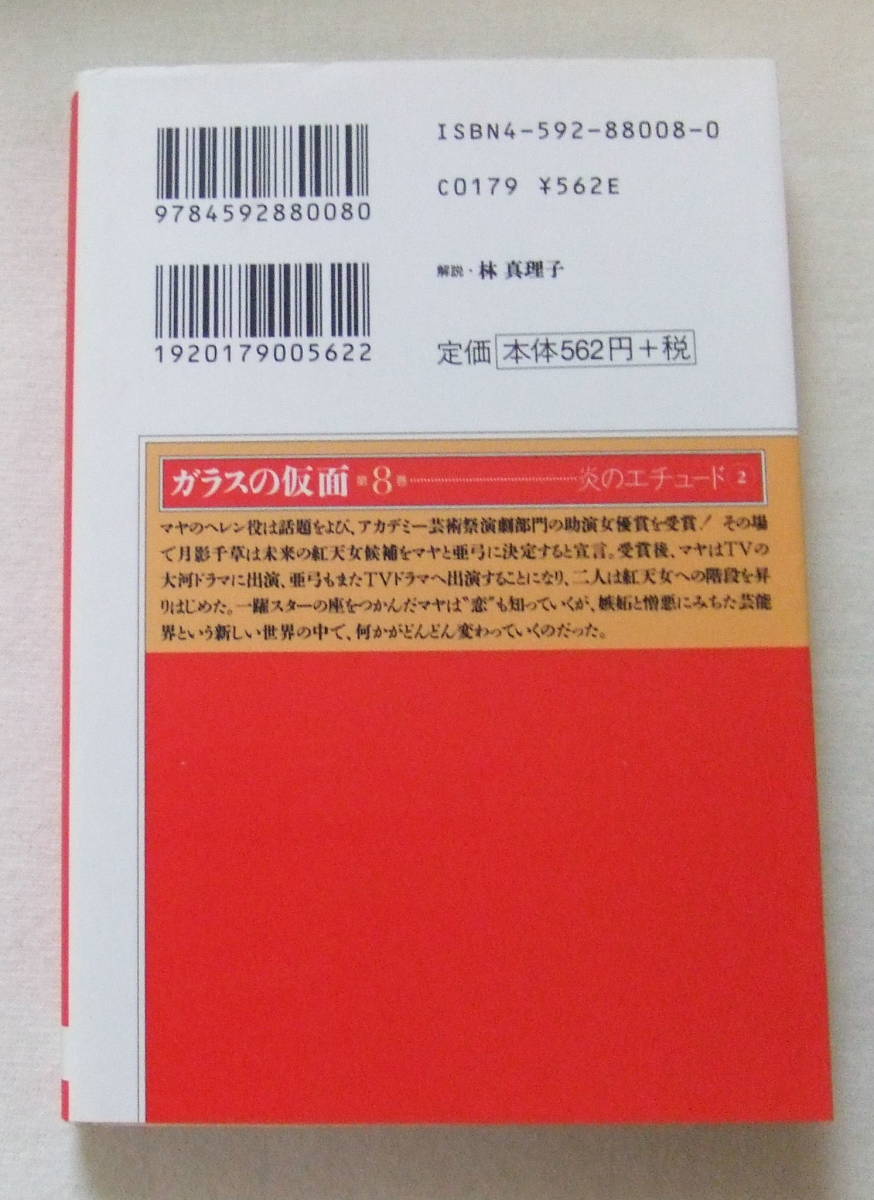 9784592880080
ISBN4-592-88008-0
C0179 ¥562E
1920179005622
解説・林 真理子
定価 本体562円+税
ガラスの仮面 第8巻 炎のエチュード 2
マヤのヘレン役は話題をよび、アカデミー芸術祭演劇部門の助演女優賞を受賞! その場
で月影千草は未来の紅天女候補をマヤと亜弓に決定すると宣言。受賞後、マヤはTVの
大河ドラマに出演、亜弓もまたTVドラマへ出演することになり、二人は紅天女への階段を昇
りはじめた。一躍スターの座をつかんだマヤは“恋”も知っていくが、嫉妬と憎悪にみちた芸能
界という新しい世界の中で、何かがどんどん変わっていくのだった。